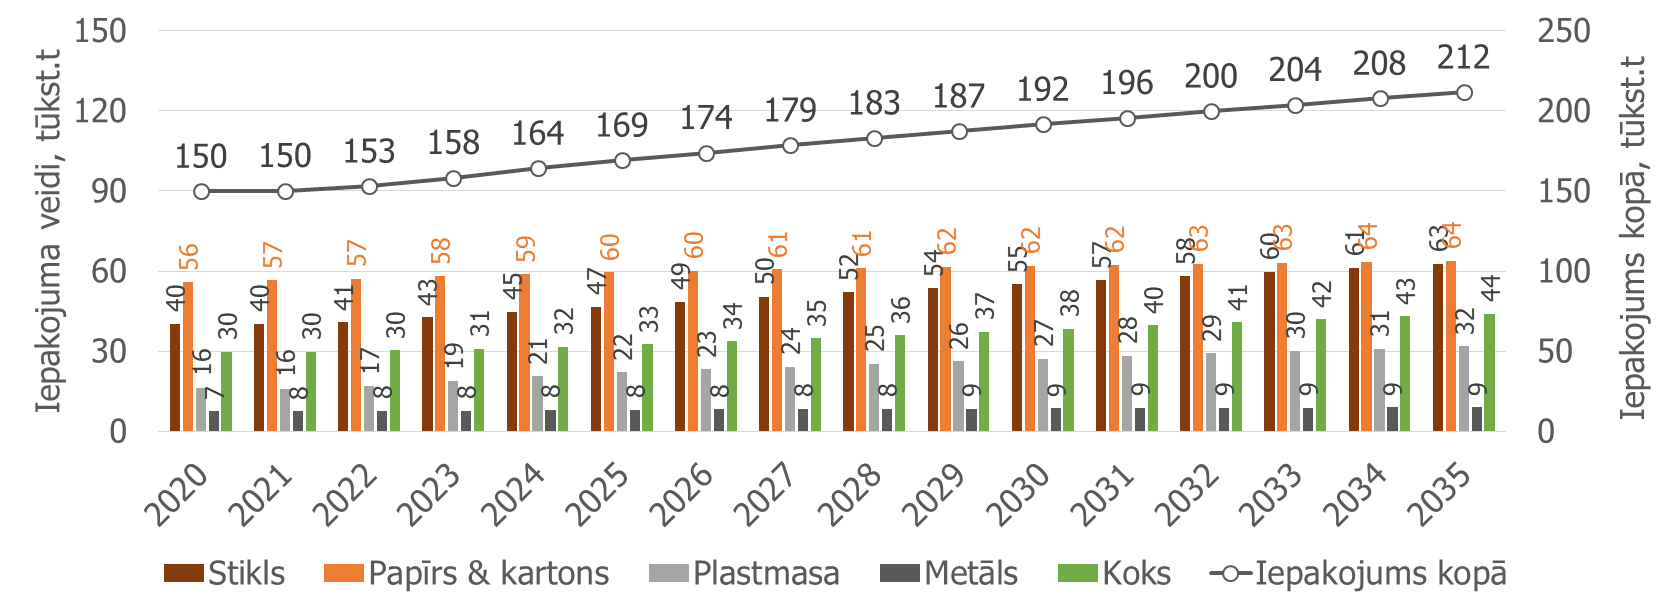 Iepakojuma veidi, tūkst.t
150
120
90
60
30
0
250
200
150
100
50
0
Iepakojums kopā, tūkst.t
150 150 153 158 164 169 174 179 183 187 192 196 200 204 208 212
40 56 16 7 30
40 57 16 8 30
41 57 17 8 30
43 58 19 8 31
45 59 21 8 32
47 60 22 8 33
49 60 23 8 34
50 61 24 8 35
52 61 25 8 36
54 62 26 9 37
55 62 27 9 38
57 62 28 9 40
58 63 29 9 41
60 63 30 9 42
61 64 31 9 43
63 64 32 9 44
2020 2021 2022 2023 2024 2025 2026 2027 2028 2029 2030 2031 2032 2033 2034 2035
Stikls Papīrs & kartons Plastmasa Metāls Koks Iepakojums kopā